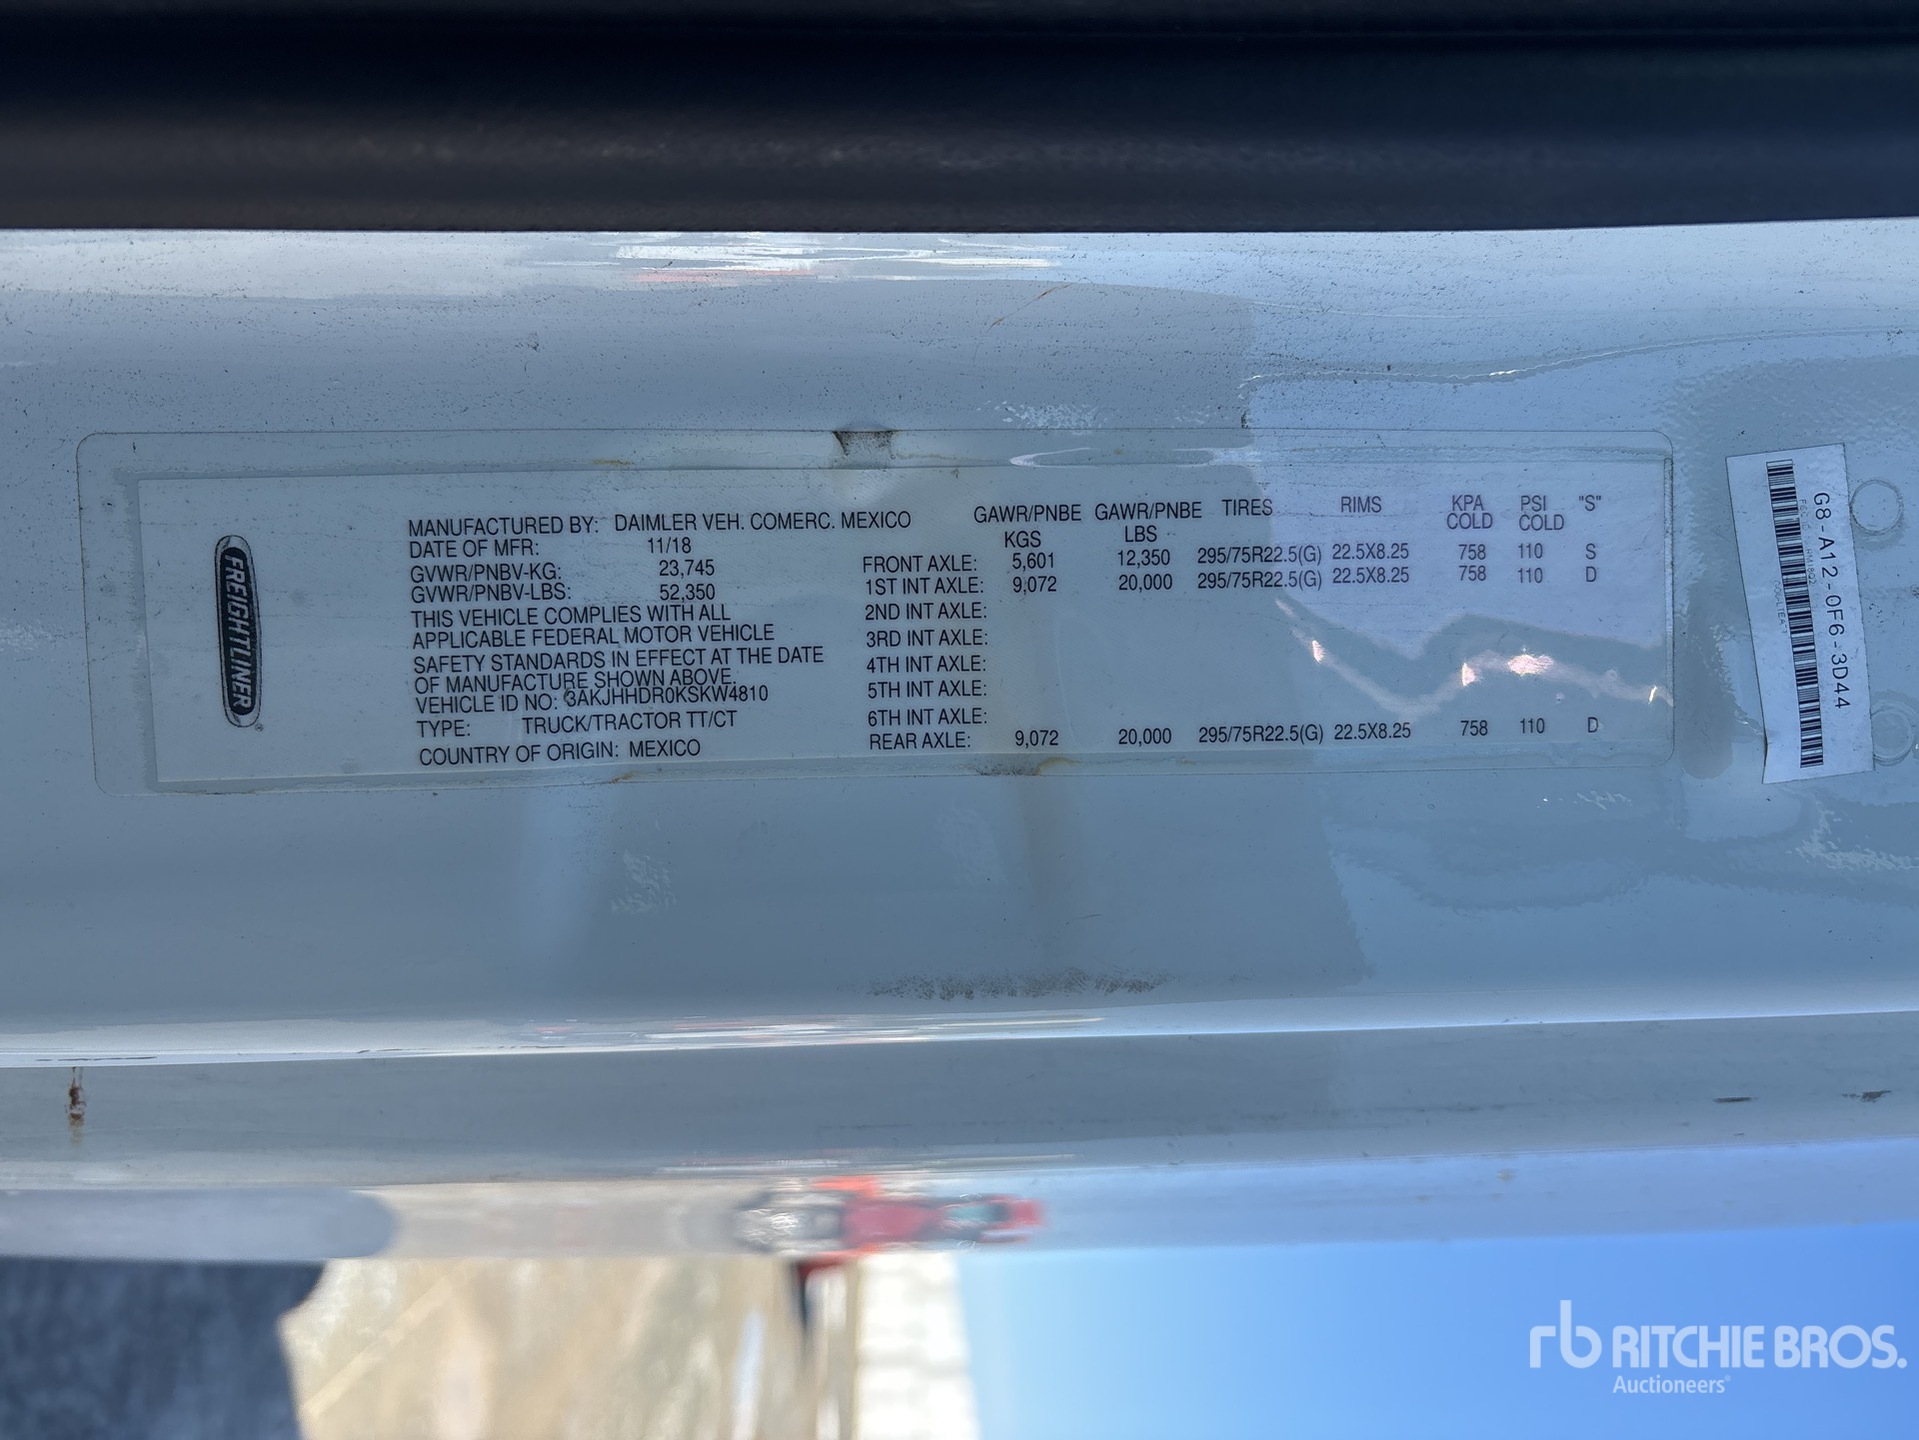 FREIGHTLINER
MANUFACTURED BY: DAIMLER VEH. COMERC. MEXICO
DATE OF MFR: 11/18
GVWR/PNBV-KG: 23,745
GVWR/PNBV-LBS: 52,350
THIS VEHICLE COMPLIES WITH ALL
APPLICABLE FEDERAL MOTOR VEHICLE
SAFETY STANDARDS IN EFFECT AT THE DATE
OF MANUFACTURE SHOWN ABOVE.
VEHICLE ID NO: 3AKJHHDR0KSKW4810
TYPE: TRUCK/TRACTOR TT/CT
COUNTRY OF ORIGIN: MEXICO
GAWR/PNBE GAWR/PNBE TIRES RIMS KPA PSI "S"
KGS LBS COLD COLD
FRONT AXLE: 5,601 12,350 295/75R22.5(G) 22.5X8.25 758 110 S
1ST INT AXLE: 9,072 20,000 295/75R22.5(G) 22.5X8.25 758 110 D
2ND INT AXLE:
3RD INT AXLE:
4TH INT AXLE:
5TH INT AXLE:
6TH INT AXLE:
REAR AXLE: 9,072 20,000 295/75R22.5(G) 22.5X8.25 758 110 D
G8-A12-0F6-3D44
rb RITCHIE BROS.
Auctioneers